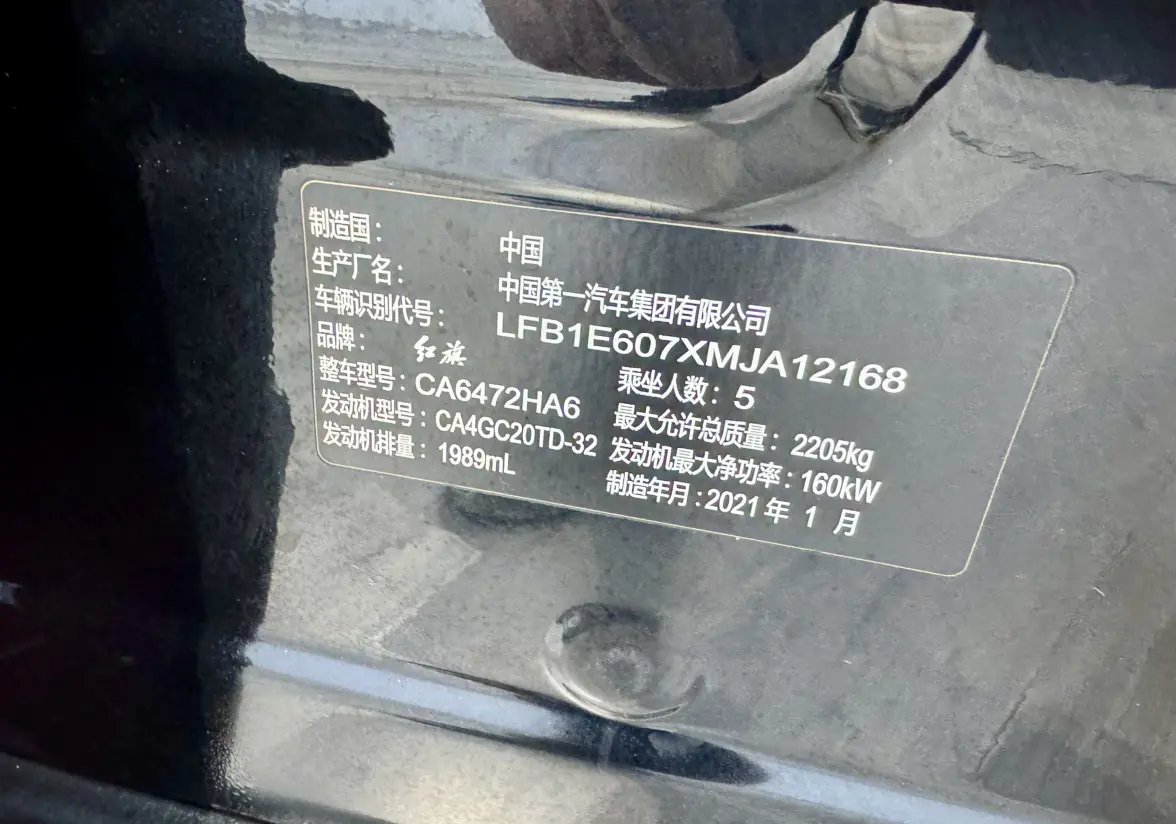 制造国： 中国
生产厂名： 中国第一汽车集团有限公司
车辆识别代号： LFB1E607XMJA12168
品牌： 红旗 乘坐人数： 5
整车型号： CA6472HA6 最大允许总质量： 2205kg
发动机型号： CA4GC20TD-32 发动机最大净功率： 160kW
发动机排量： 1989mL 制造年月： 2021 年 1 月